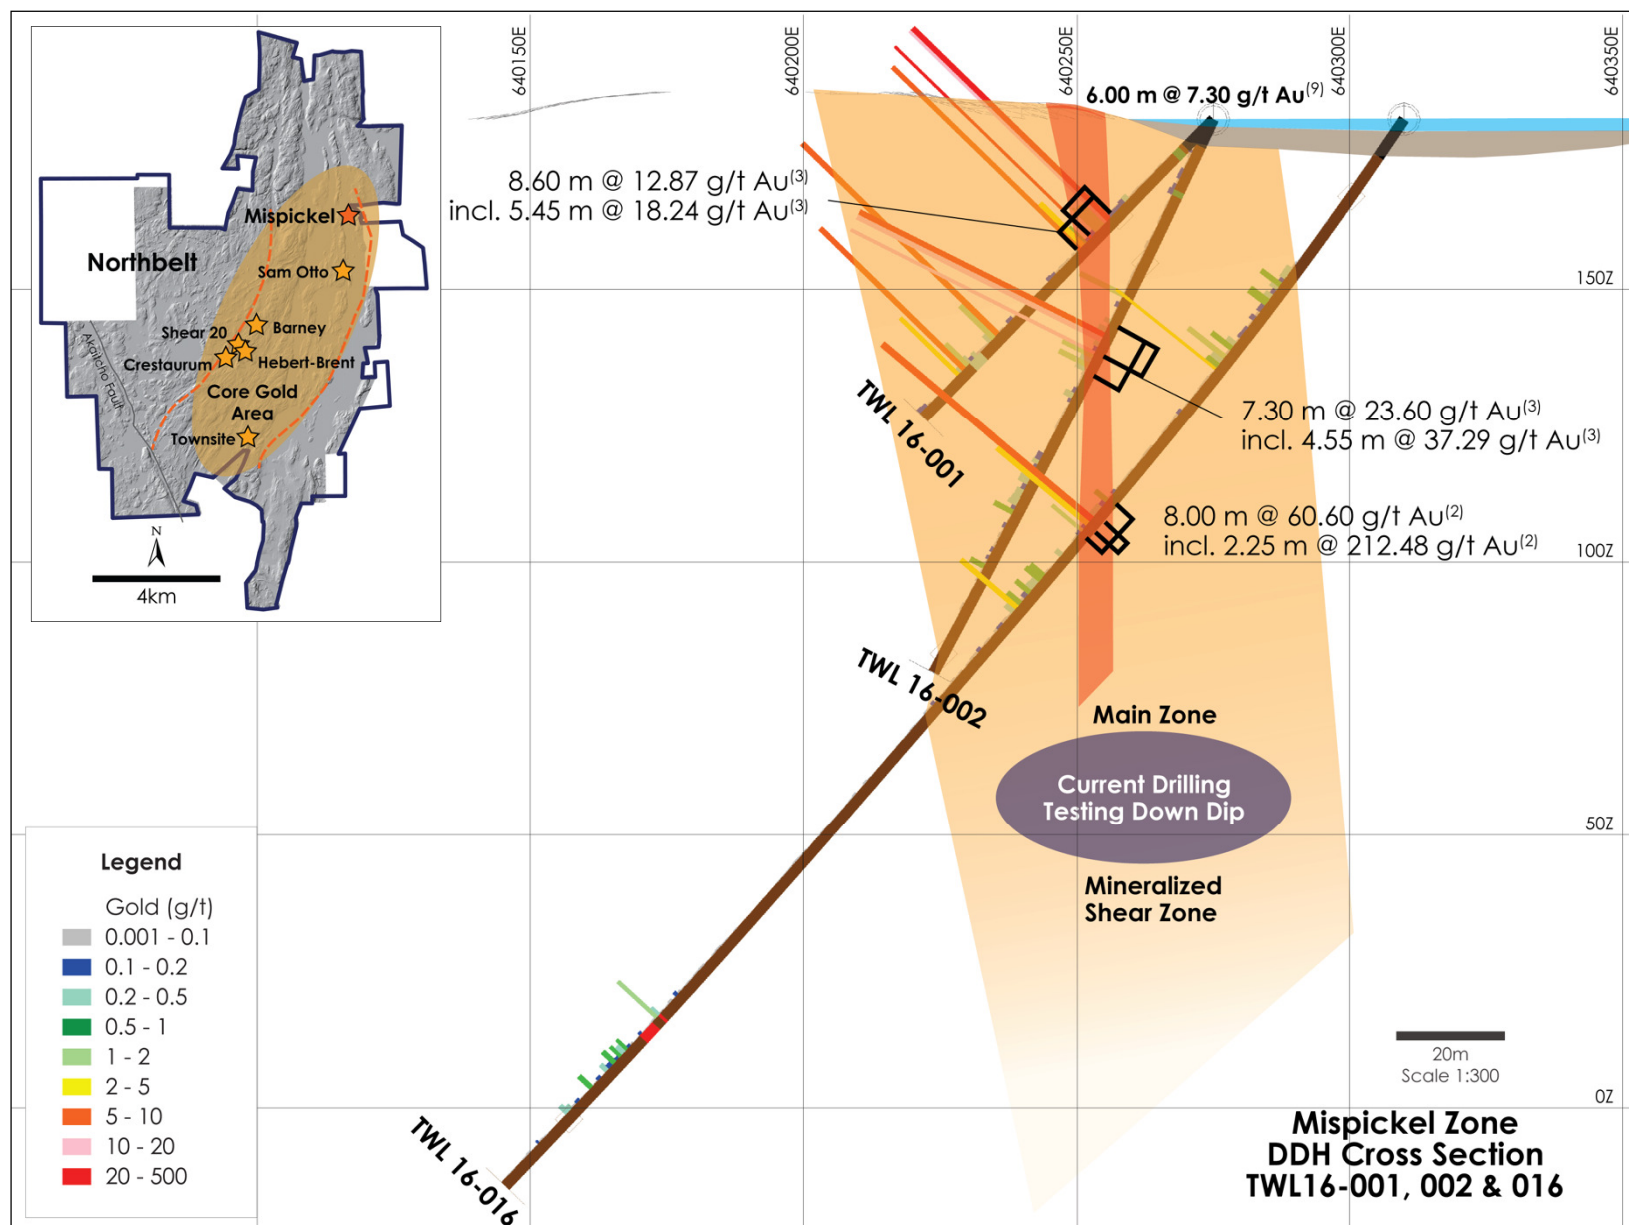 640150E
640200E
640250E
640300E
640350E
6.00 m @ 7.30 g/t Au(9)
8.60 m @ 12.87 g/t Au(3)
incl. 5.45 m @ 18.24 g/t Au(3)
Mispickel
Northbelt
Sam Otto
Barney
Shear 20
Hebert-Brent
Crestaurum
Akaitcho Fault
Core Gold
Area
Townsite
N
4km
150Z
TWL 16-001
7.30 m @ 23.60 g/t Au(3)
incl. 4.55 m @ 37.29 g/t Au(3)
8.00 m @ 60.60 g/t Au(2)
incl. 2.25 m @ 212.48 g/t Au(2)
100Z
TWL 16-002
Main Zone
Current Drilling
Testing Down Dip
50Z
Mineralized
Shear Zone
Legend
Gold (g/t)
0.001 - 0.1
0.1 - 0.2
0.2 - 0.5
0.5 - 1
1 - 2
2 - 5
5 - 10
10 - 20
20 - 500
20m
Scale 1:300
0Z
TWL 16-016
Mispickel Zone
DDH Cross Section
TWL16-001, 002 & 016